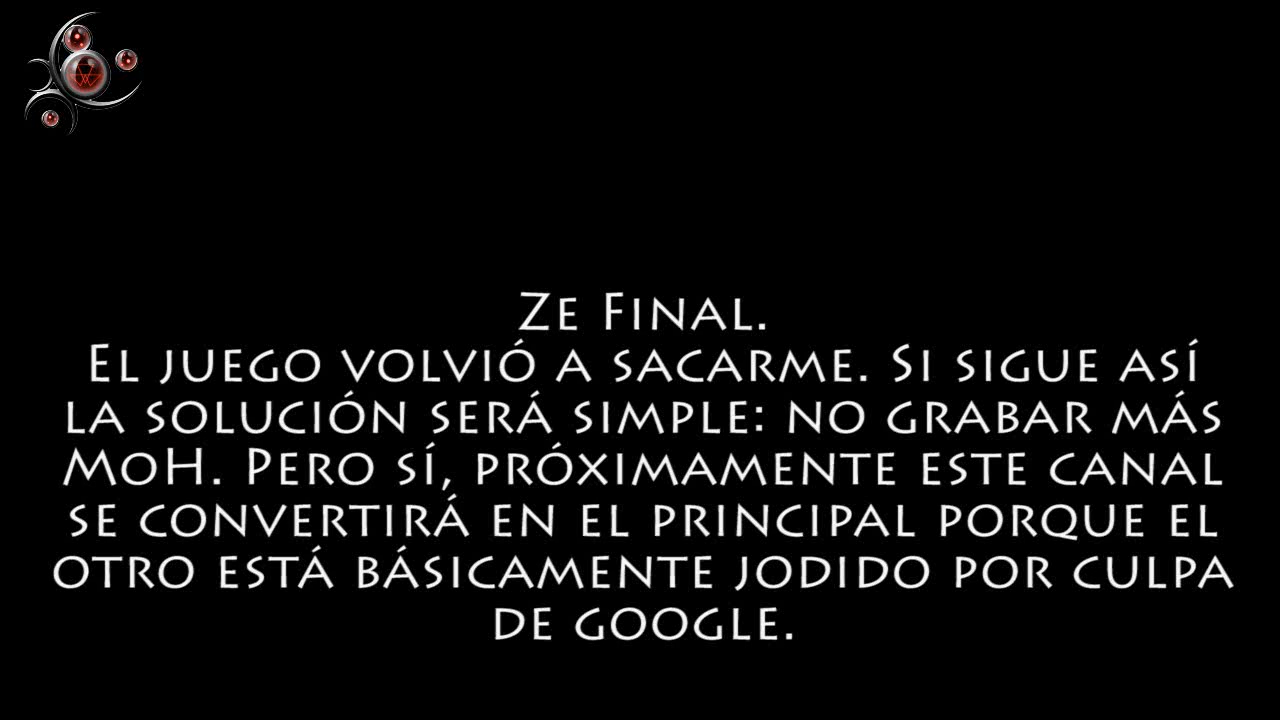 Ze Final.
El juego volvió a sacarme. Si sigue así
la solución será simple: no grabar más
MoH. Pero sí, próximamente este canal
se convertirá en el principal porque el
otro está básicamente jodido por culpa
de google.